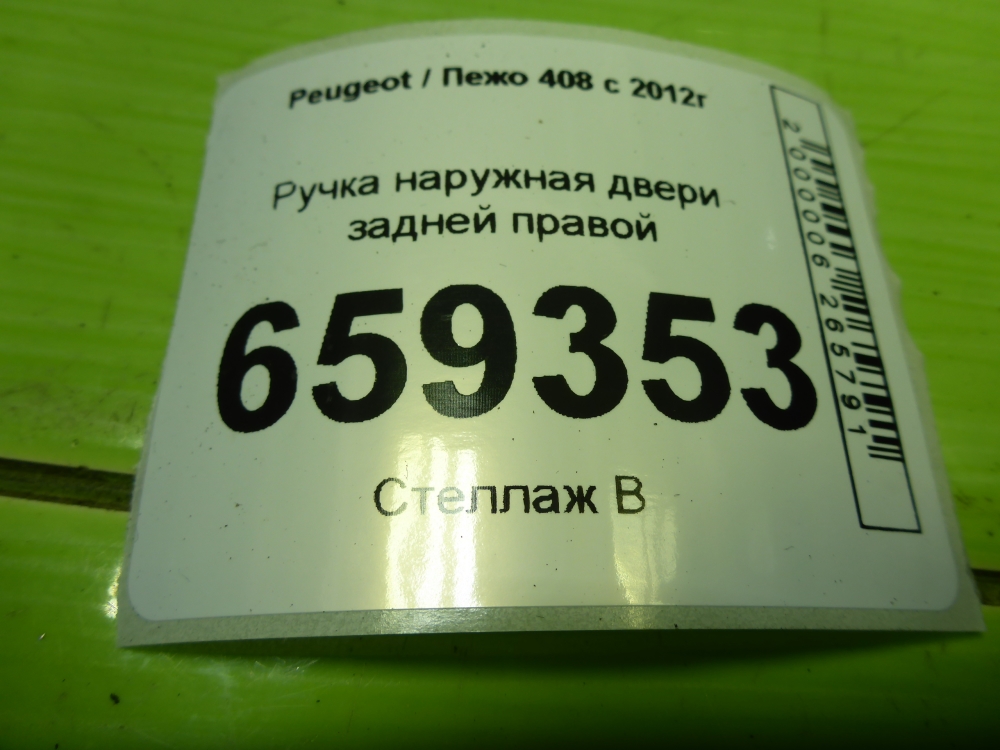 Peugeot / Пежо 408 с 2012г
Ручка наружная двери
задней правой
659353
Стеллаж В
2000006265791